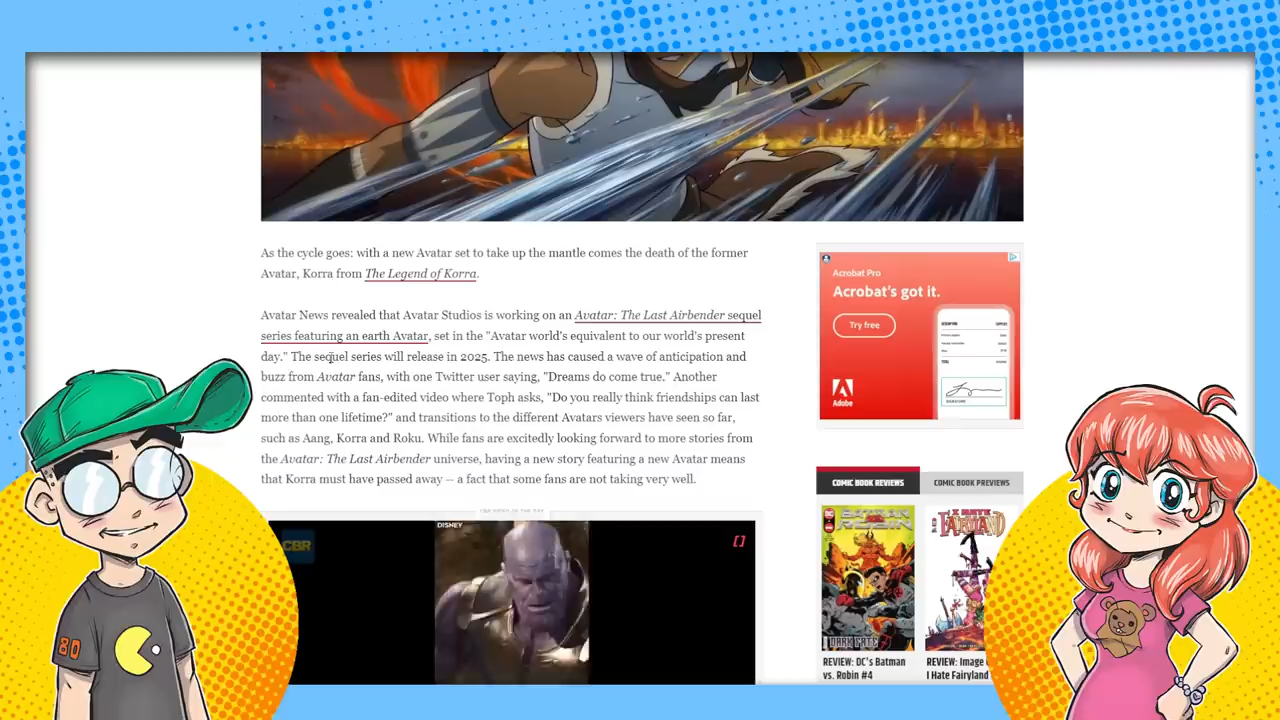 As the cycle goes: with a new Avatar set to take up the mantle comes the death of the former
Avatar, Korra from The Legend of Korra.
Avatar News revealed that Avatar Studios is working on an Avatar: The Last Airbender sequel
series featuring an earth Avatar, set in the "Avatar world's equivalent to our world's present
day." The sequel series will release in 2025. The news has caused a wave of anticipation and
buzz from Avatar fans, with one Twitter user saying, "Dreams do come true." Another
commented with a fan-edited video where Toph asks, "Do you really think friendships can last
more than one lifetime?" and transitions to the different Avatars viewers have seen so far,
such as Aang, Korra and Roku. While fans are excitedly looking forward to more stories from
the Avatar: The Last Airbender universe, having a new story featuring a new Avatar means
that Korra must have passed away -- a fact that some fans are not taking very well.
CBR
DISNEY
Acrobat Pro
Acrobat's got it.
Try free
Adobe
COMIC BOOK REVIEWS
COMIC BOOK PREVIEWS
BATMAN
ROBIN
DARK FATE
I HATE
FAIRYLAND
REVIEW: DC's Batman
vs. Robin #4
REVIEW: Image
I Hate Fairyland
80